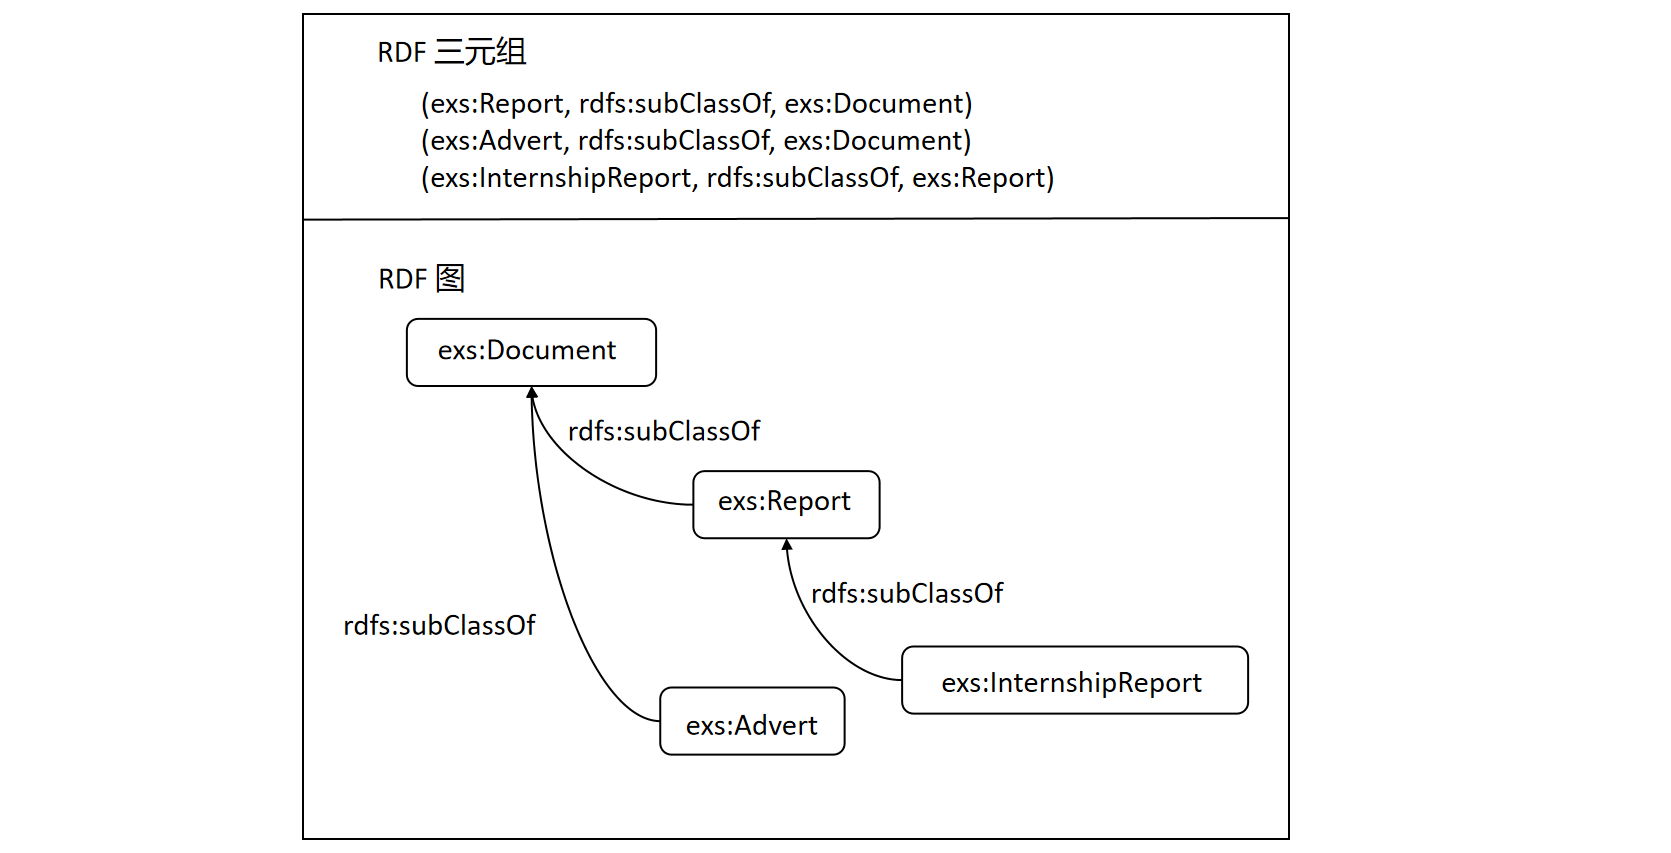 RDF 三元组
(exs:Report, rdfs:subClassOf, exs:Document)
(exs:Advert, rdfs:subClassOf, exs:Document)
(exs:InternshipReport, rdfs:subClassOf, exs:Report)
RDF 图
exs:Document
rdfs:subClassOf
exs:Report
rdfs:subClassOf
rdfs:subClassOf
exs:InternshipReport
exs:Advert